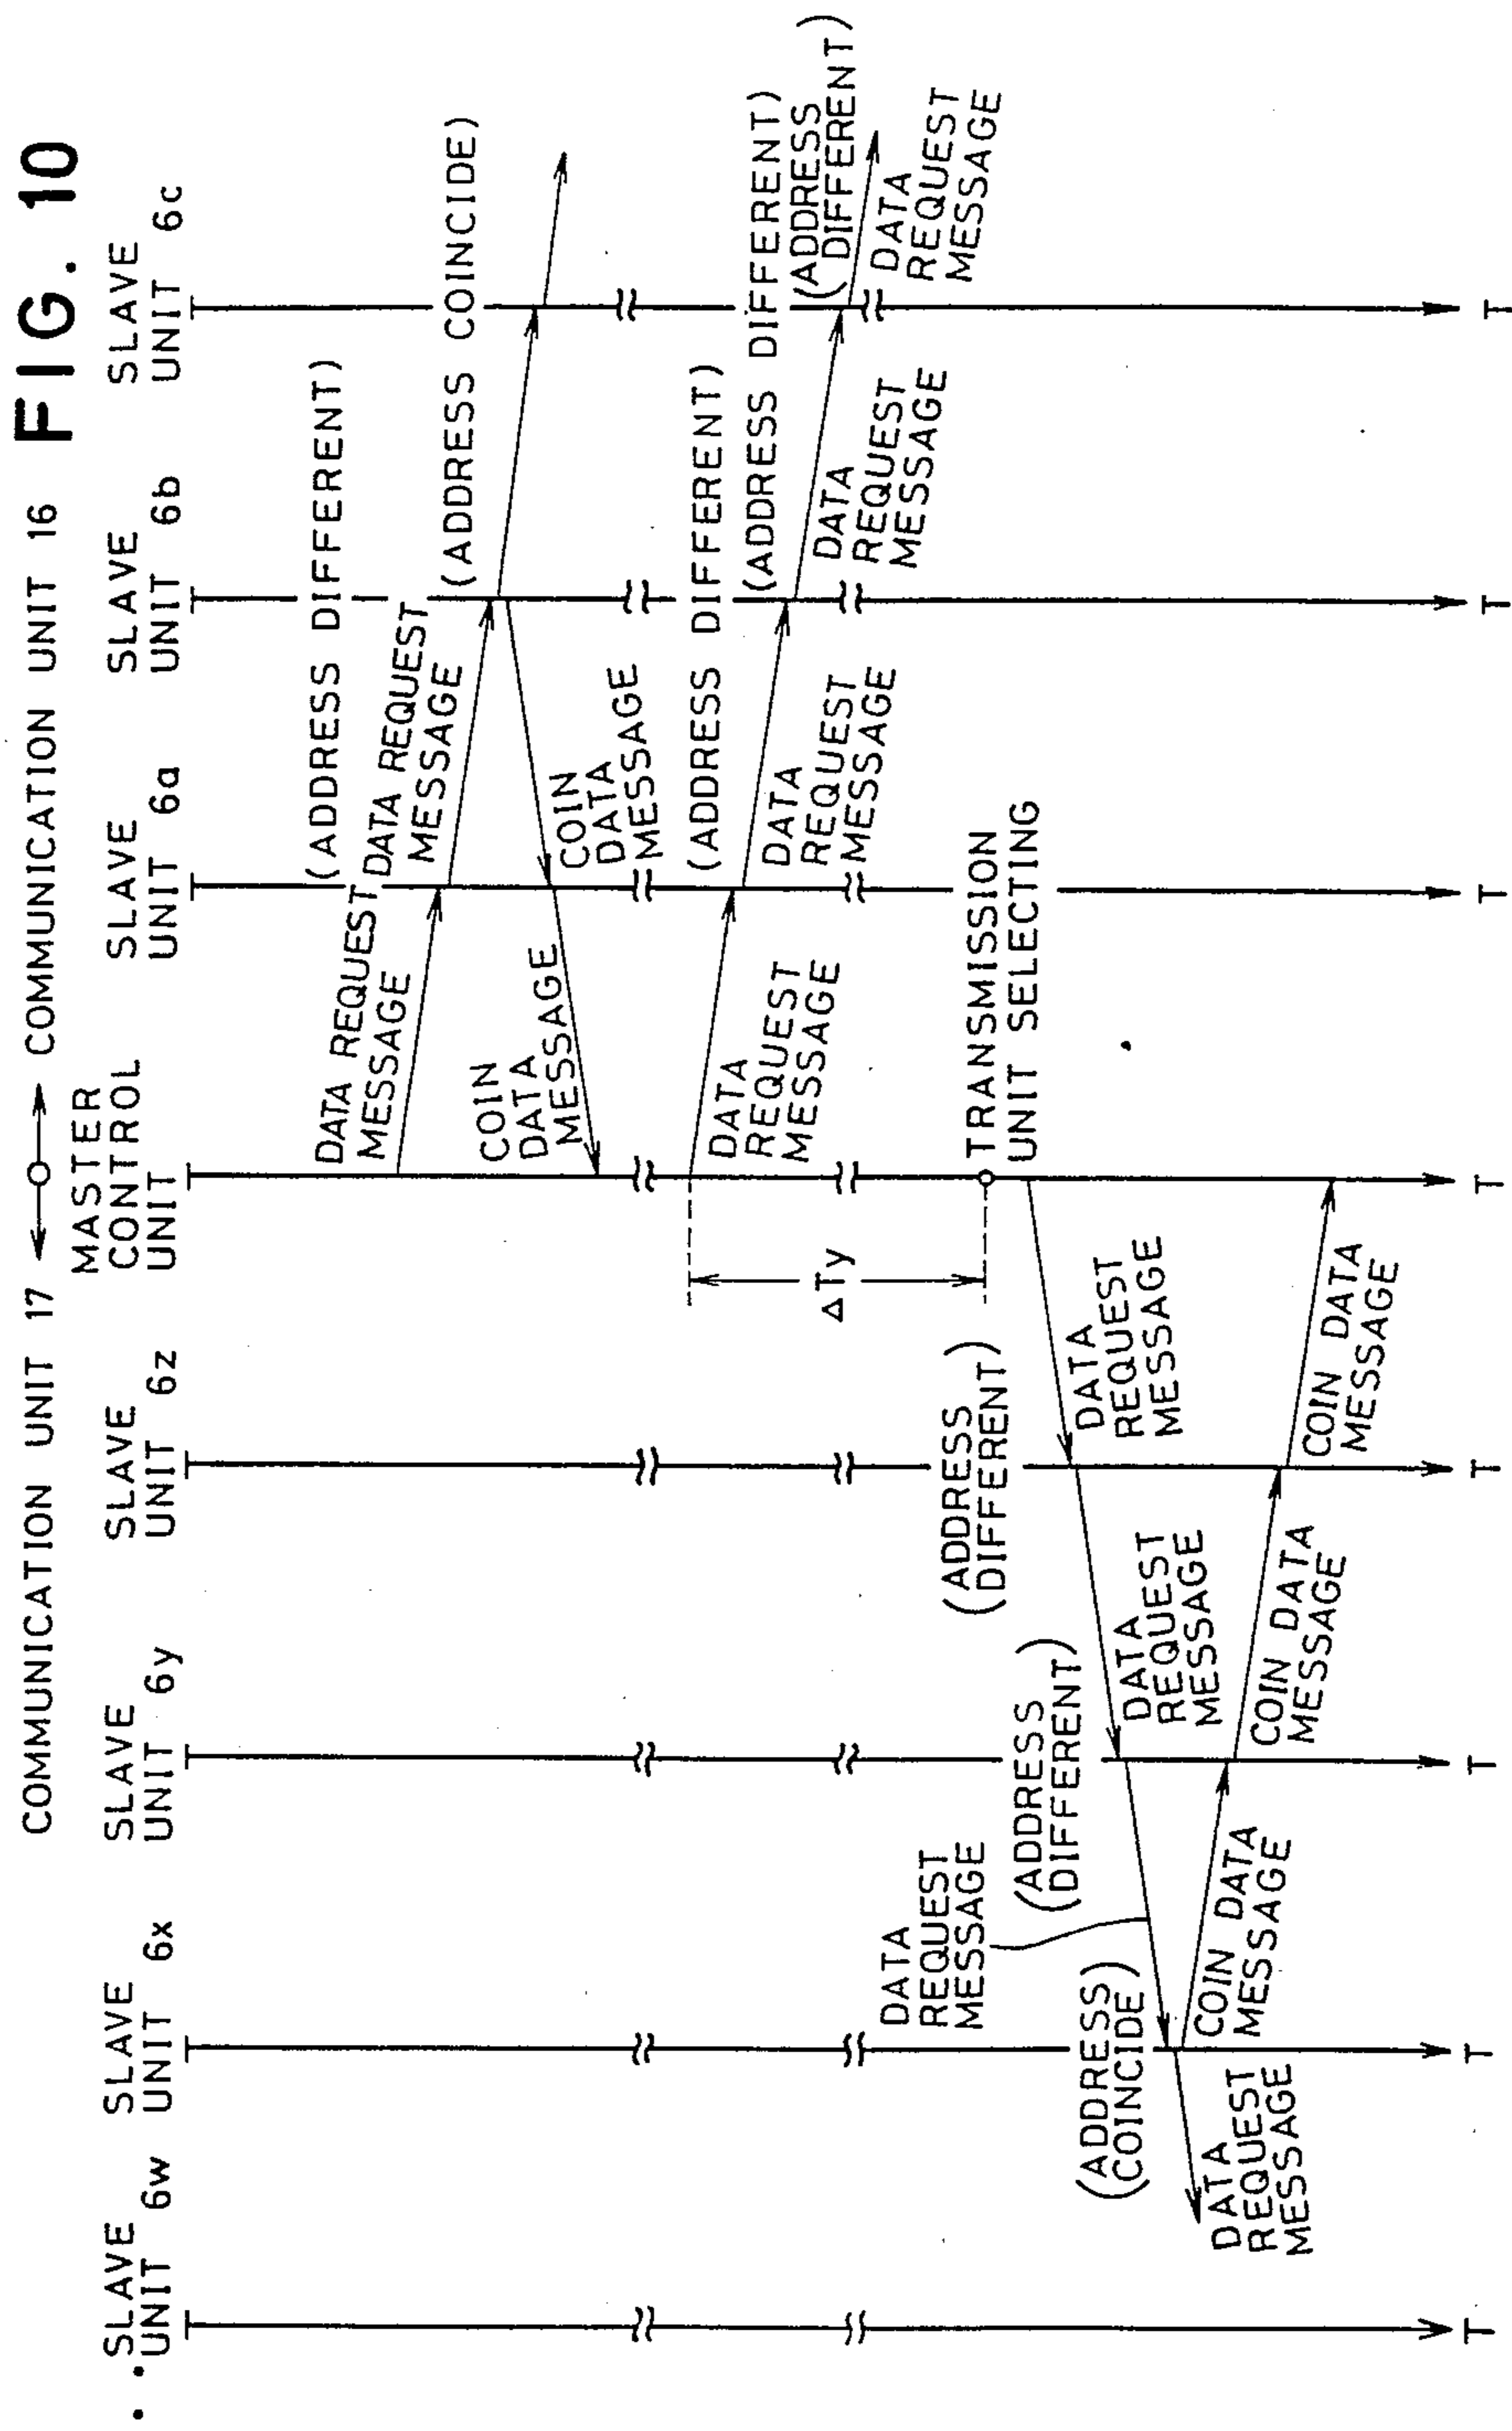 FIG. 10
COMMUNICATION UNIT 17
COMMUNICATION UNIT 16
SLAVE
UNIT 6w
SLAVE
UNIT 6x
SLAVE
UNIT 6y
SLAVE
UNIT 6z
MASTER
CONTROL
UNIT
SLAVE
UNIT 6a
SLAVE
UNIT 6b
SLAVE
UNIT 6c
(ADDRESS DIFFERENT)
DATA REQUEST
MESSAGE
DATA REQUEST
MESSAGE
(ADDRESS COINCIDE)
COIN
DATA
MESSAGE
COIN
DATA
MESSAGE
(ADDRESS DIFFERENT)
(ADDRESS DIFFERENT)
(ADDRESS
DIFFERENT)
DATA
REQUEST
MESSAGE
DATA
REQUEST
MESSAGE
DATA
REQUEST
MESSAGE
DATA
REQUEST
MESSAGE
ΔTy
TRANSMISSION
UNIT SELECTING
(ADDRESS
DIFFERENT)
DATA
REQUEST
MESSAGE
(ADDRESS
DIFFERENT)
DATA
REQUEST
MESSAGE
DATA
REQUEST
MESSAGE
(ADDRESS
COINCIDE)
DATA
REQUEST
MESSAGE
COIN DATA
MESSAGE
COIN DATA
MESSAGE
COIN DATA
MESSAGE
T
T
T
T
T
T
T
T